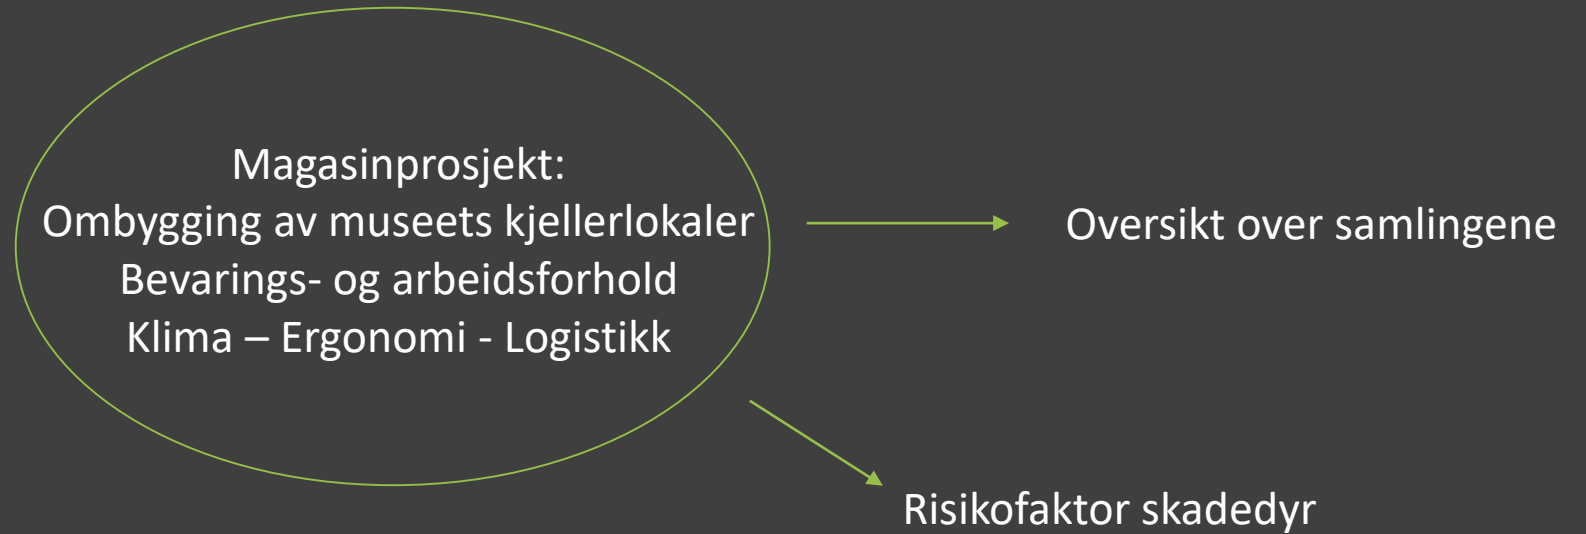 Magasinprosjekt:
Ombygging av museets kjellerlokaler
Bevarings- og arbeidsforhold
Klima – Ergonomi - Logistikk
Oversikt over samlingene
Risikofaktor skadedyr